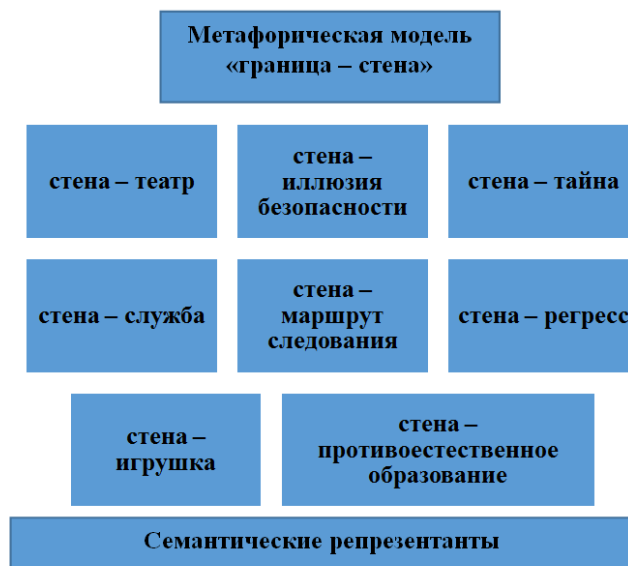 Метафорическая модель
«граница – стена»
стена – театр
стена –
иллюзия
безопасности
стена – тайна
стена – служба
стена –
маршрут
следования
стена – регресс
стена –
игрушка
стена –
противоестественное
образование
Семантические репрезентанты